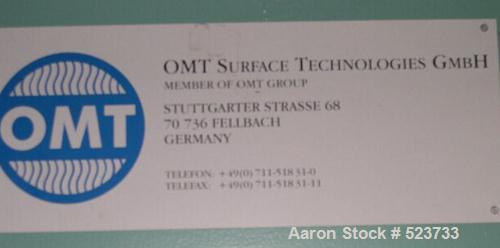 OMT SURFACE TECHNOLOGIES GMBH
MEMBER OF OMT GROUP
STUTTGARTER STRASSE 68
70 736 FELLBACH
GERMANY
OMT
TELEFON: +49(0) 711-518 31-0
TELEFAX: +49(0) 711-518 31-11
Aaron Stock # 523733